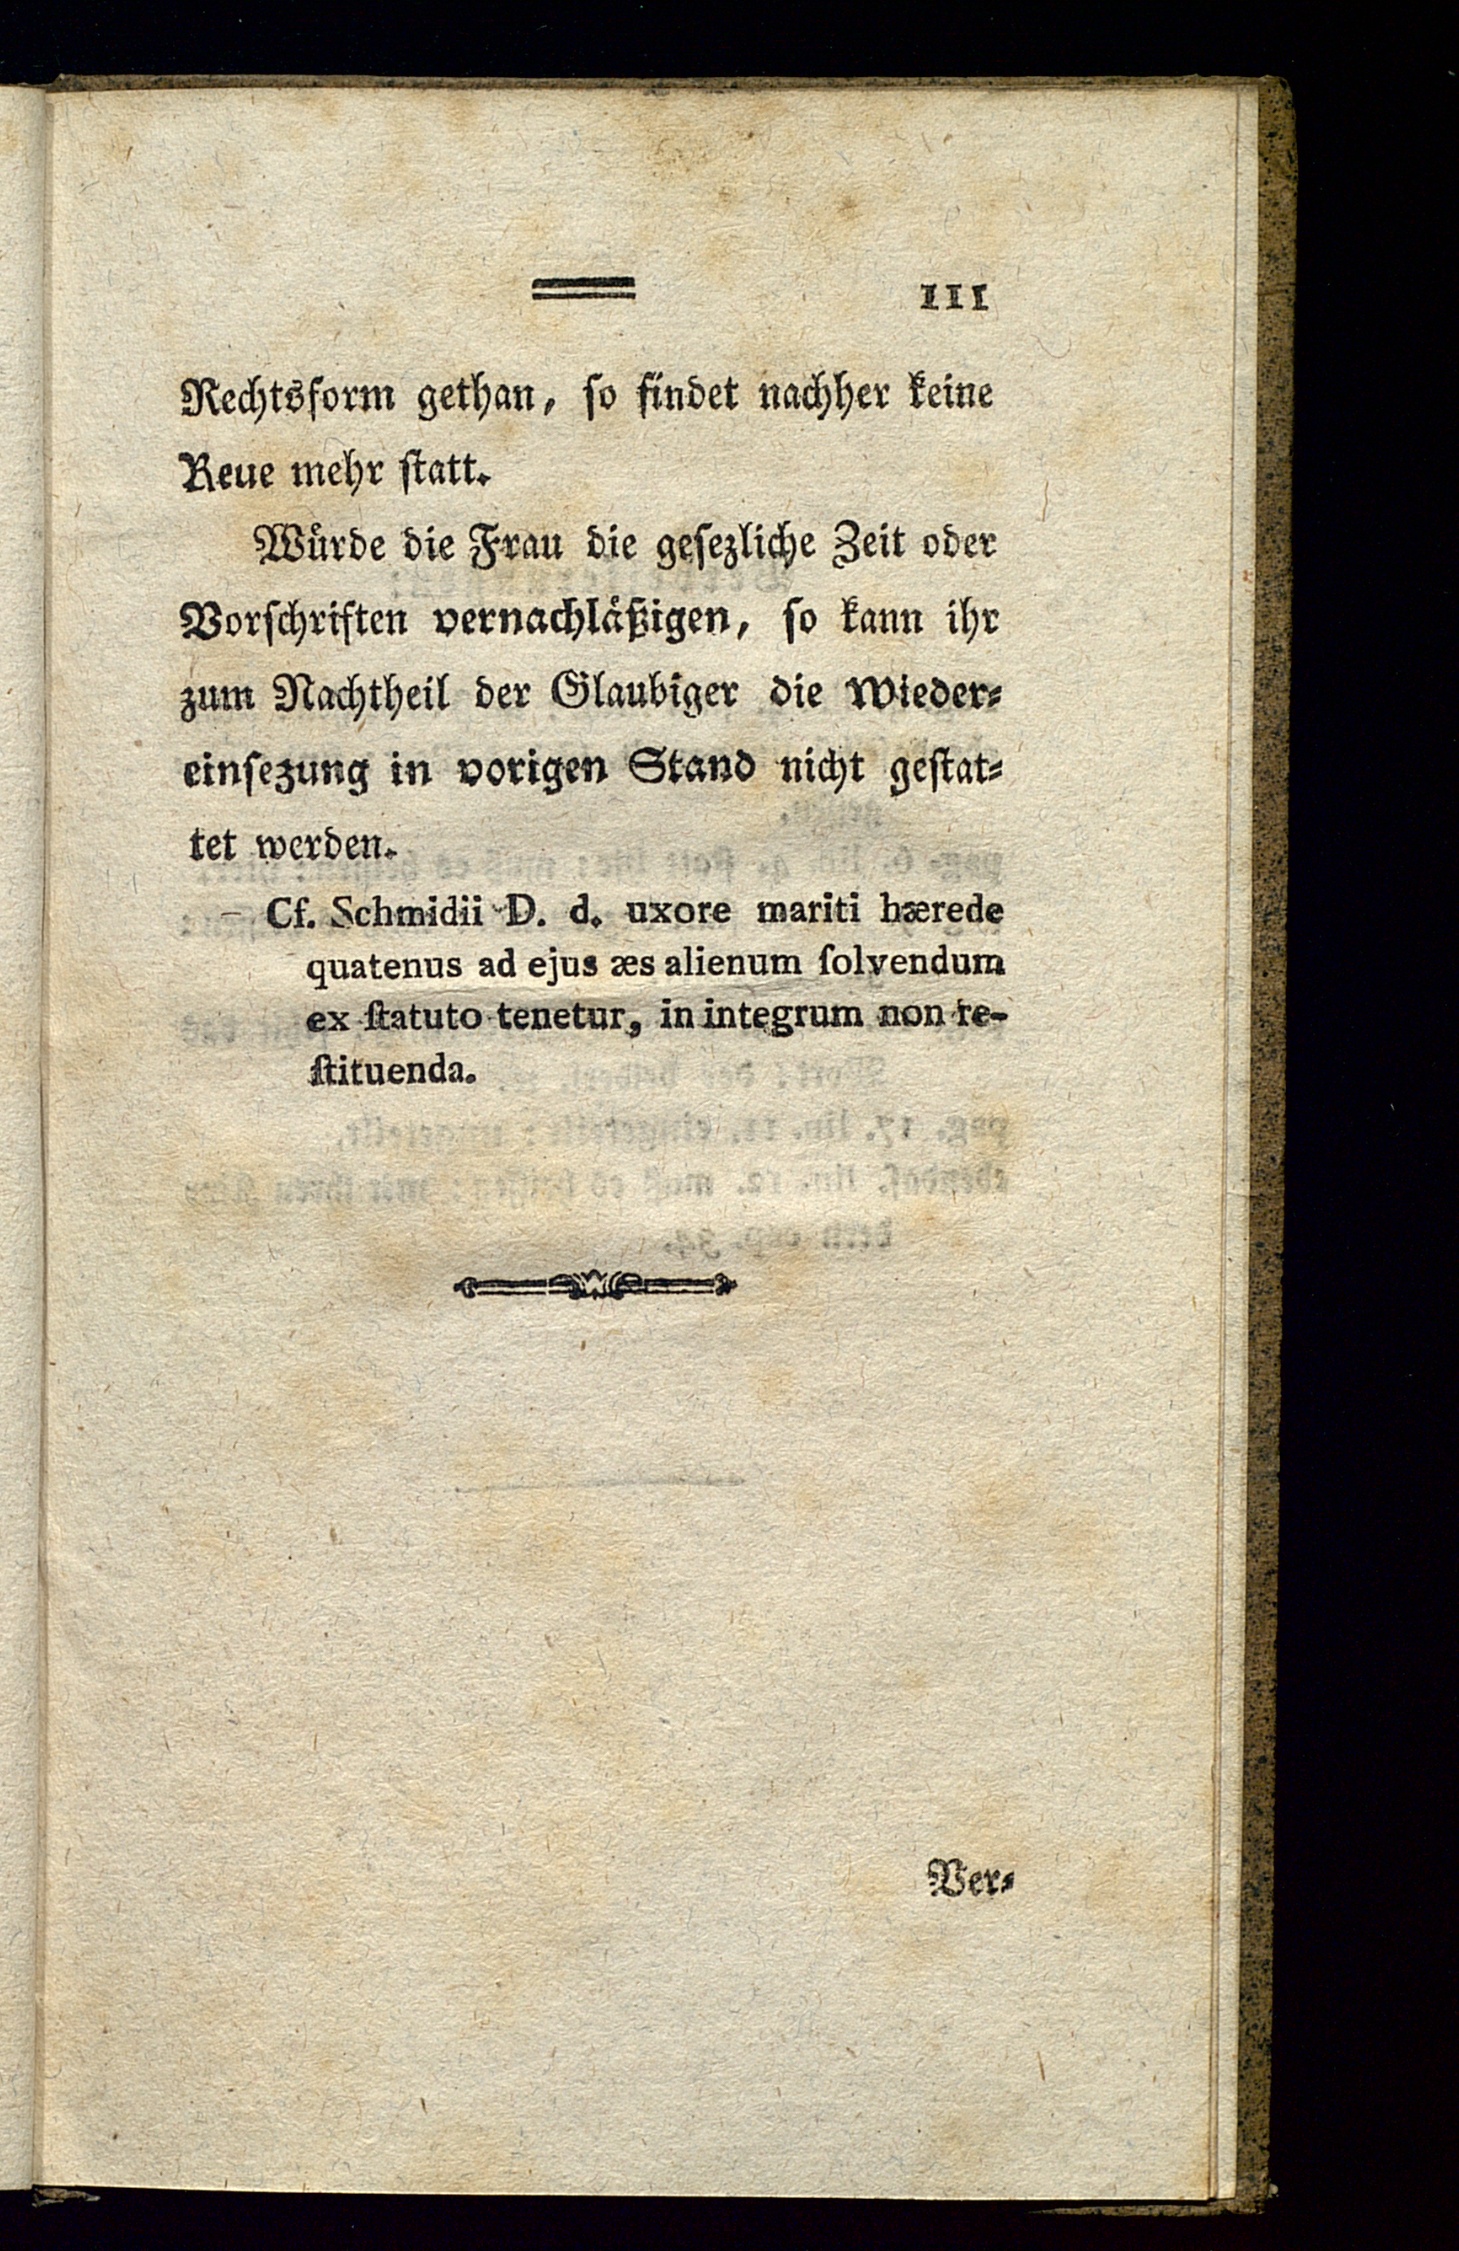 111
Rechtsform gethan, so findet nachher keine
Reue mehr statt.
Würde die Frau die gesezliche Zeit oder
Vorschriften vernachläßigen, so kann ihr
zum Nachtheil der Glaubiger die Wieder-
einsezung in vorigen Stand nicht gestat-
tet werden.
Cf. Schmidii D. d. uxore mariti hærede
quatenus ad ejus æs alienum ſolvendum
ex ſtatuto tenetur, in integrum non re-
ſtituenda.
Ver-